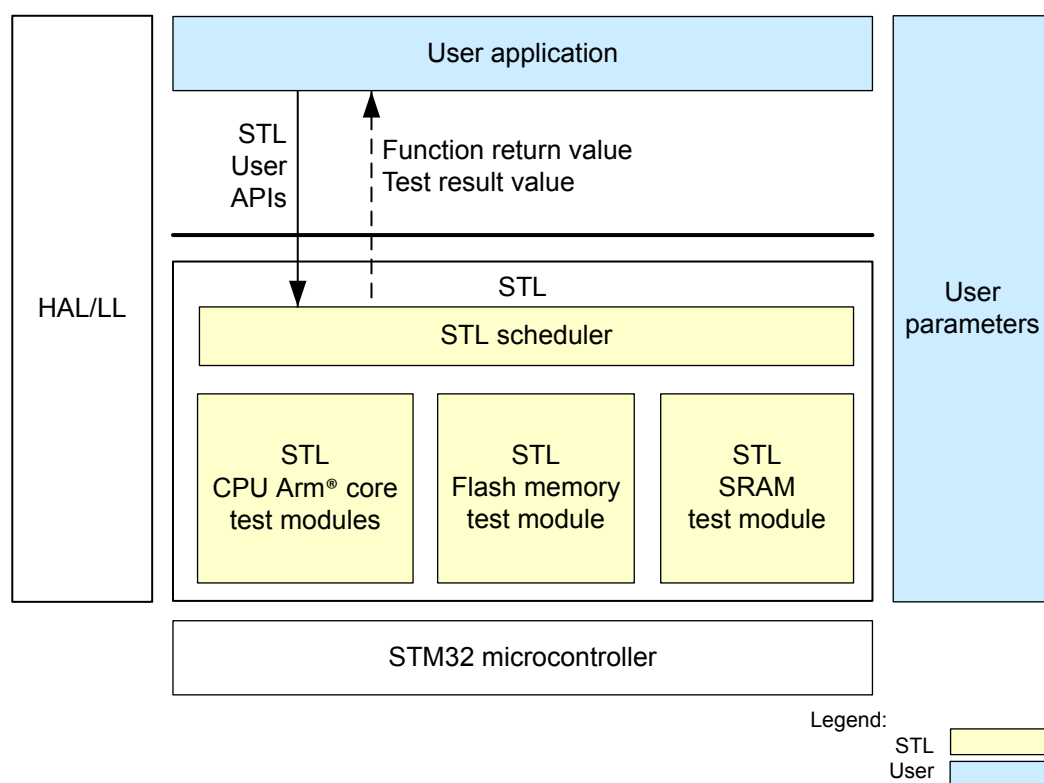 User application
STL
User
APIs
Function return value
Test result value
HAL/LL
STL
User
parameters
STL scheduler
STL
CPU Arm® core
test modules
STL
Flash memory
test module
STL
SRAM
test module
STM32 microcontroller
Legend:
STL
User